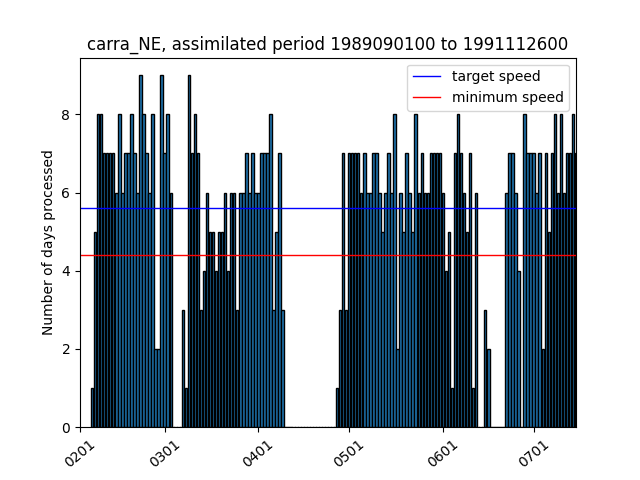 carra_NE, assimilated period 1989090100 to 1991112600
target speed
minimum speed
Number of days processed
8
6
4
2
0
0201
0301
0401
0501
0601
0701